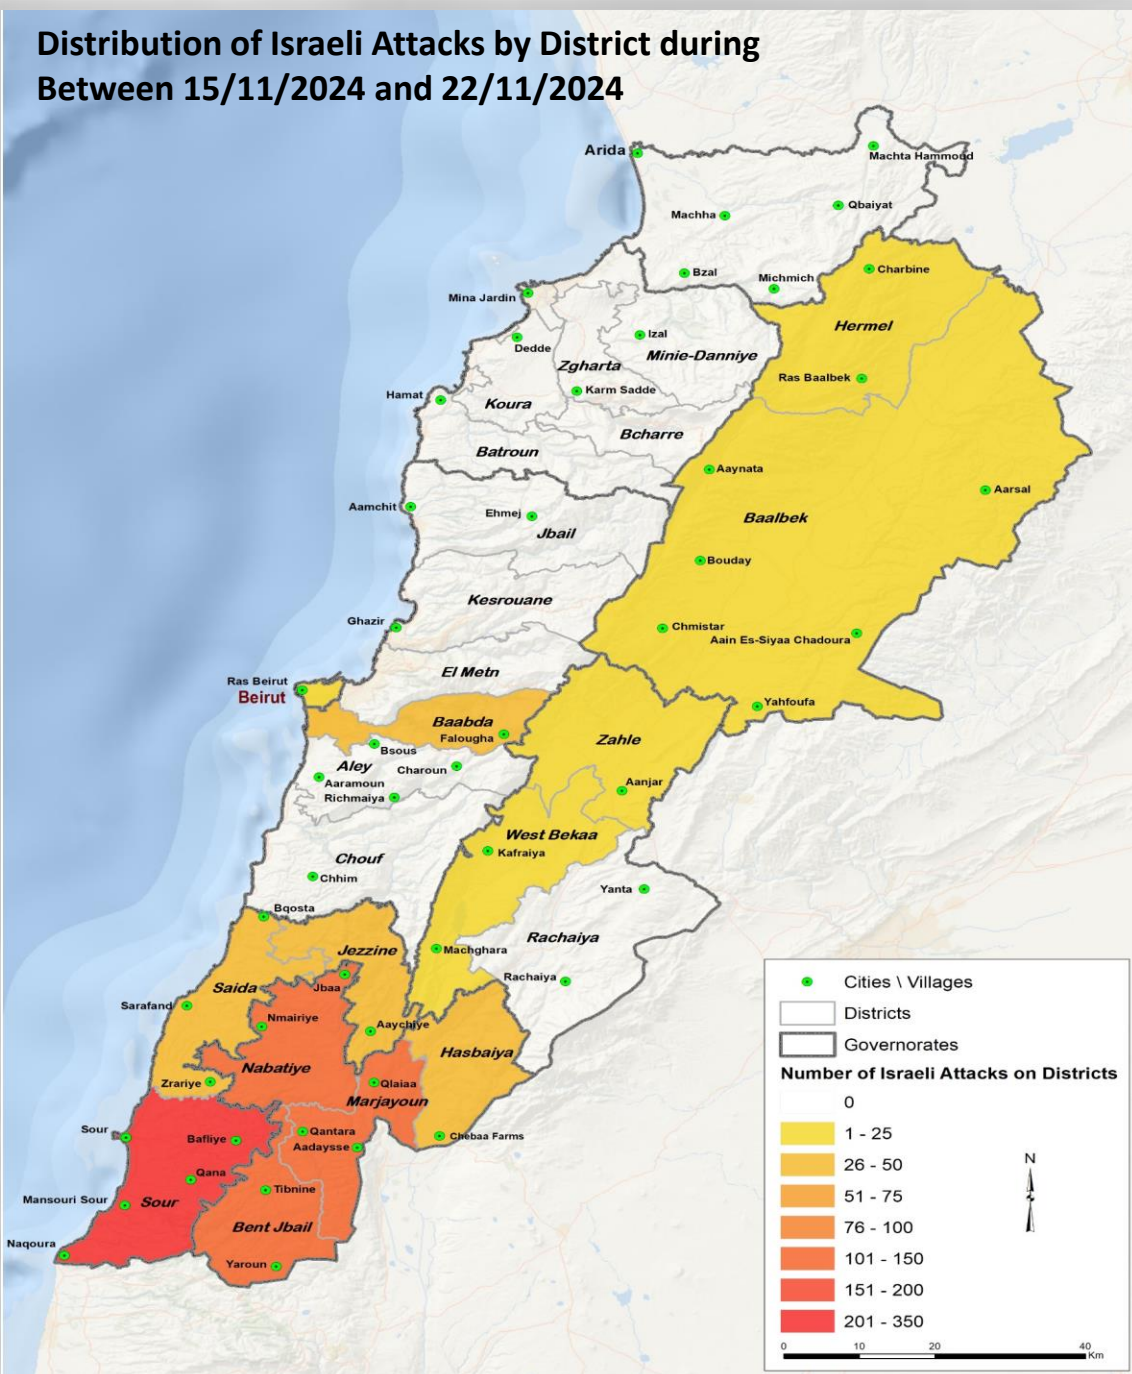 Distribution of Israeli Attacks by District during
Between 15/11/2024 and 22/11/2024
Arida
Machta Hammoud
Qbaiyat
Machha
Bzal
Michmich
Charbine
Mina Jardin
Hermel
Izal
Dedde
Minie-Danniye
Zgharta
Ras Baalbek
Karm Sadde
Hamat
Koura
Bcharre
Batroun
Aaynata
Aarsal
Aamchit
Ehmej
Baalbek
Jbail
Bouday
Kesrouane
Ghazir
Chmistar
Aain Es-Siyaa Chadoura
El Metn
Ras Beirut
Beirut
Yahfoufa
Baabda
Falougha
Zahle
Bsous
Aley
Charoun
Aaramoun
Aanjar
Richmaiya
West Bekaa
Kafraiya
Chouf
Chhim
Yanta
Bqosta
Rachaiya
Jezzine
Machghara
Rachaiya
Saida
Jbaa
Sarafand
Nmairiye
Aaychiye
Hasbaiya
Nabatiye
Zrariye
Qlaiaa
Marjayoun
Sour
Bafliye
Qantara
Chebaa Farms
Aadaysse
Qana
Tibnine
Mansouri Sour
Sour
Bent Jbail
Naqoura
Yaroun
Cities \ Villages
Districts
Governorates
Number of Israeli Attacks on Districts
0
1 - 25
26 - 50
51 - 75
76 - 100
101 - 150
151 - 200
201 - 350
N
0 10 20 40
Km